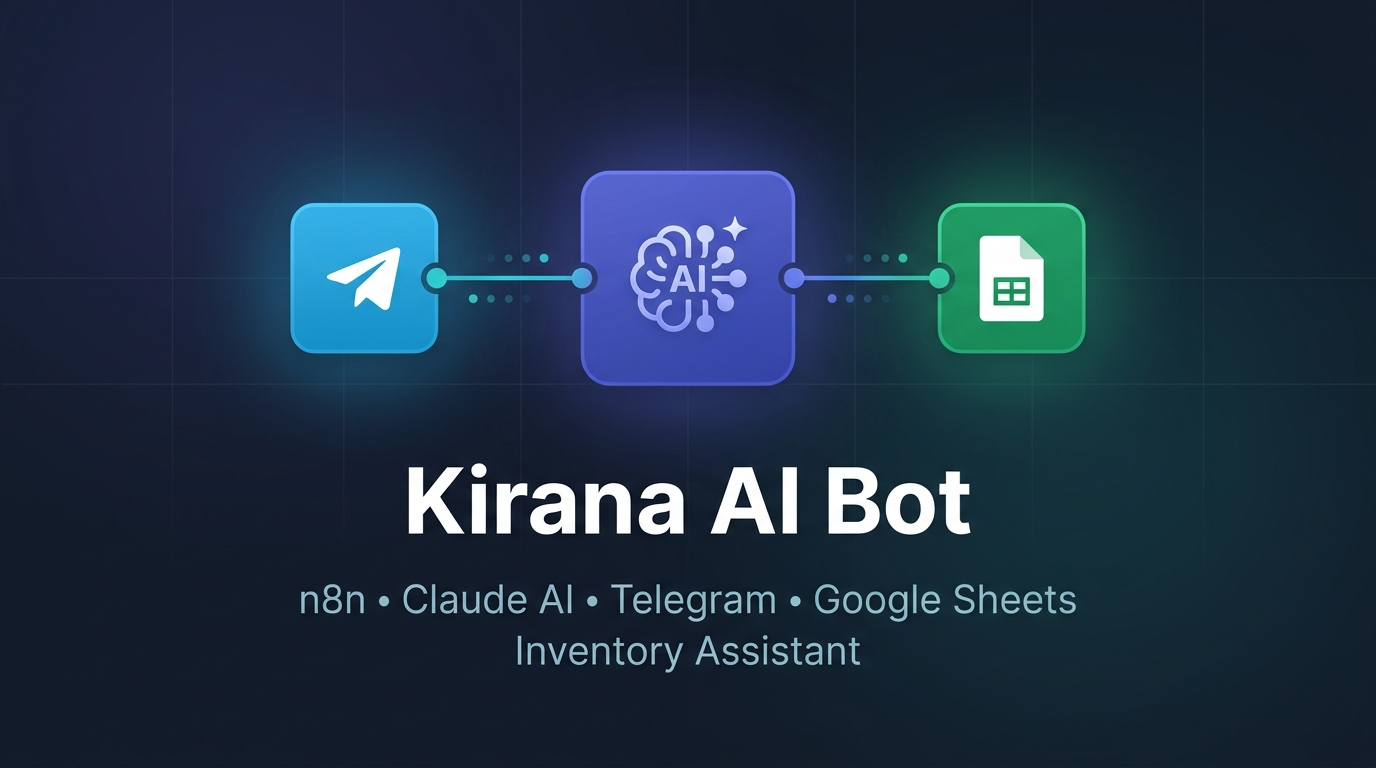 AI
Kirana AI Bot
n8n • Claude AI • Telegram • Google Sheets
Inventory Assistant